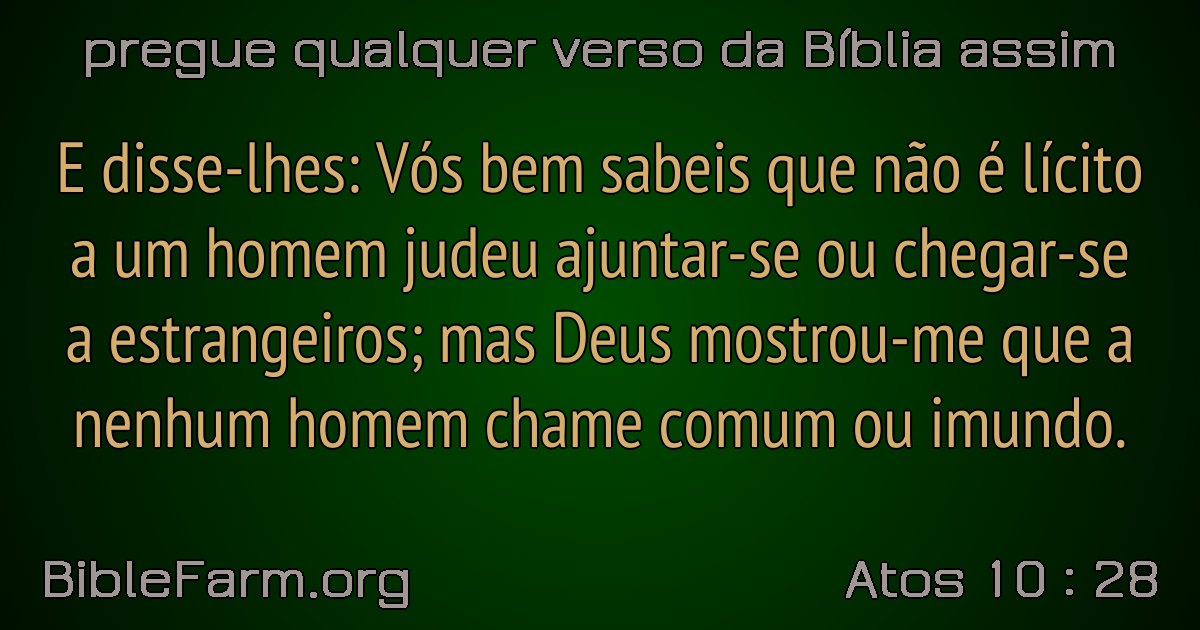 pregue qualquer verso da Bíblia assim
E disse-lhes: Vós bem sabeis que não é lícito
a um homem judeu ajuntar-se ou chegar-se
a estrangeiros; mas Deus mostrou-me que a
nenhum homem chame comum ou imundo.
BibleFarm.org
Atos 10 : 28